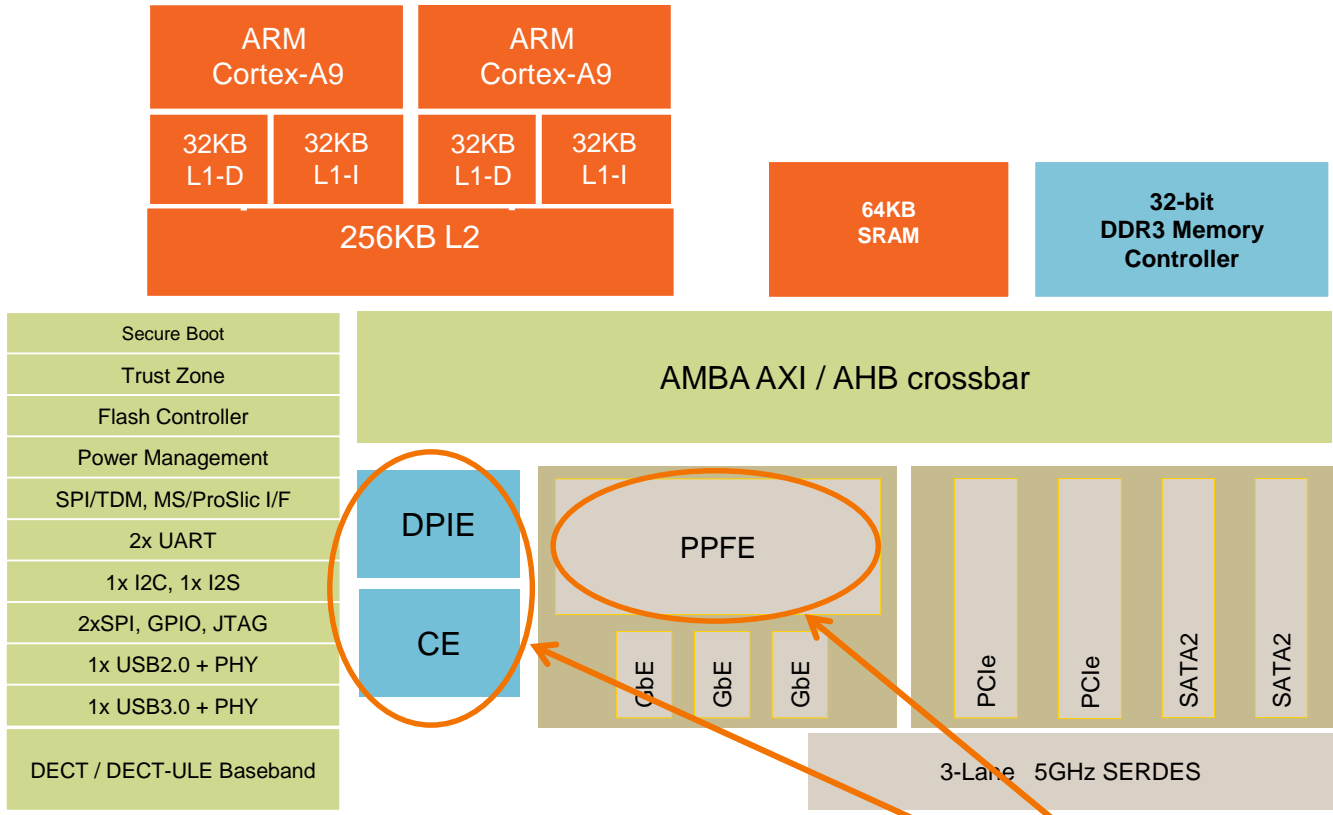 ARM
Cortex-A9
ARM
Cortex-A9
32KB
L1-D
32KB
L1-I
32KB
L1-D
32KB
L1-I
256KB L2
64KB
SRAM
32-bit
DDR3 Memory
Controller
Secure Boot
Trust Zone
Flash Controller
Power Management
SPI/TDM, MS/ProSlic I/F
2x UART
1x I2C, 1x I2S
2xSPI, GPIO, JTAG
1x USB2.0 + PHY
1x USB3.0 + PHY
DECT / DECT-ULE Baseband
AMBA AXI / AHB crossbar
DPIE
CE
PPFE
GbE
GbE
GbE
PCIe
PCIe
SATA2
SATA2
3-Lane 5GHz SERDES